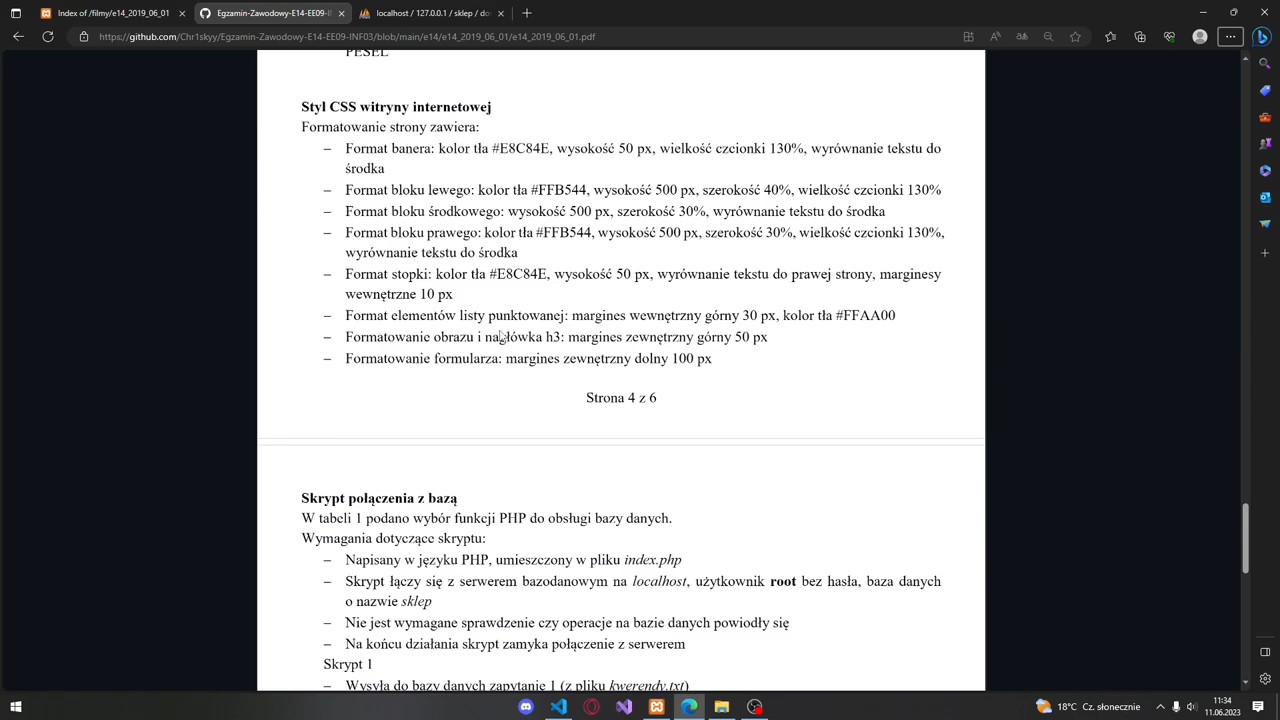 Index of /filmy/e14_2019_06_01
Egzamin-Zawodowy-E14-EE09-I
blobk / 127.0.0.1 / sklep / do
https://github.com/Chr1skyy/Egzamin-Zawodowy-E14-EE09-INF03/blob/main/e14/e14_2019_06_01/e14_2019_06_01.pdf
PESEL
Styl CSS witryny internetowej
Formatowanie strony zawiera:
– Format banera: kolor tła #E8C84E, wysokość 50 px, wielkość czcionki 130%, wyrównanie tekstu do
środka
– Format bloku lewego: kolor tła #FFB544, wysokość 500 px, szerokość 40%, wielkość czcionki 130%
– Format bloku środkowego: wysokość 500 px, szerokość 30%, wyrównanie tekstu do środka
– Format bloku prawego: kolor tła #FFB544, wysokość 500 px, szerokość 30%, wielkość czcionki 130%,
wyrównanie tekstu do środka
– Format stopki: kolor tła #E8C84E, wysokość 50 px, wyrównanie tekstu do prawej strony, marginesy
wewnętrzne 10 px
– Format elementów listy punktowanej: margines wewnętrzny górny 30 px, kolor tła #FFAA00
– Formatowanie obrazu i nagłówka h3: margines zewnętrzny górny 50 px
– Formatowanie formularza: margines zewnętrzny dolny 100 px
Strona 4 z 6
Skrypt połączenia z bazą
W tabeli 1 podano wybór funkcji PHP do obsługi bazy danych.
Wymagania dotyczące skryptu:
– Napisany w języku PHP, umieszczony w pliku index.php
– Skrypt łączy się z serwerem bazodanowym na localhost, użytkownik root bez hasła, baza danych
o nazwie sklep
– Nie jest wymagane sprawdzenie czy operacje na bazie danych powiodły się
– Na końcu działania skrypt zamyka połączenie z serwerem
Skrypt 1
– Wysyła do bazy danych zapytanie 1 (z pliku kwerendy.txt)
18°C Cz. słonecznie
11:34
11.06.2023